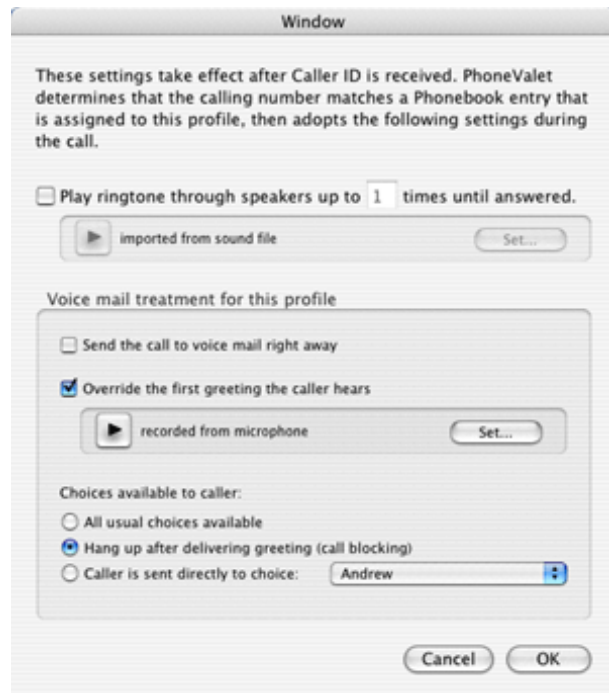 Window
These settings take effect after Caller ID is received. PhoneValet
determines that the calling number matches a Phonebook entry that
is assigned to this profile, then adopts the following settings during
the call.
Play ringtone through speakers up to 1 times until answered.
imported from sound file Set...
Voice mail treatment for this profile
Send the call to voice mail right away
Override the first greeting the caller hears
recorded from microphone Set...
Choices available to caller:
All usual choices available
Hang up after delivering greeting (call blocking)
Caller is sent directly to choice: Andrew
Cancel OK